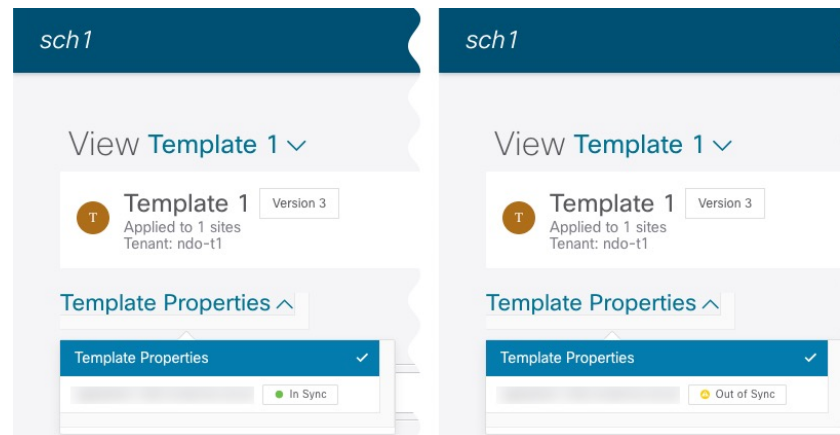 sch1
View Template 1
T
Template 1 Version 3
Applied to 1 sites
Tenant: ndo-t1
Template Properties
Template Properties
In Sync
sch1
View Template 1
T
Template 1 Version 3
Applied to 1 sites
Tenant: ndo-t1
Template Properties
Template Properties
Out of Sync